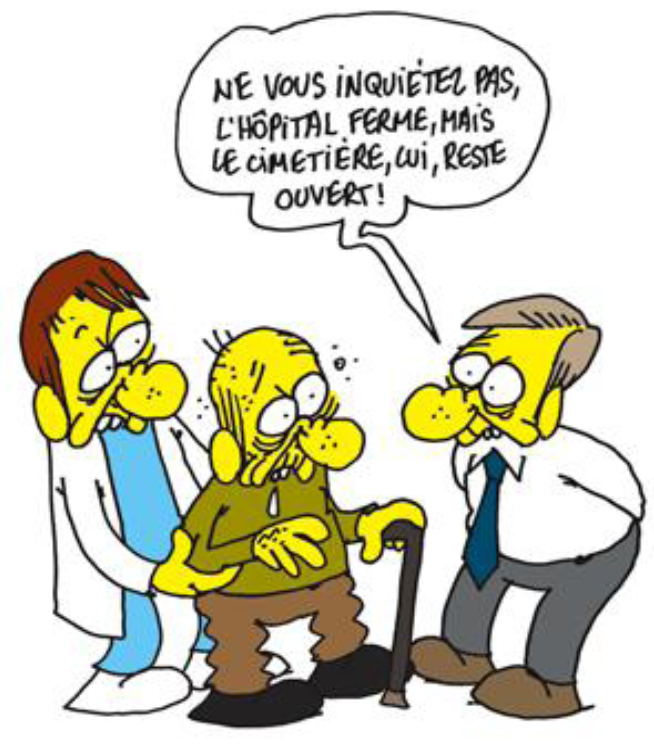 NE VOUS INQUIÉTEZ PAS,
L'HÔPITAL FERME, MAIS
LE CIMETIÈRE, LUI, RESTE
OUVERT !